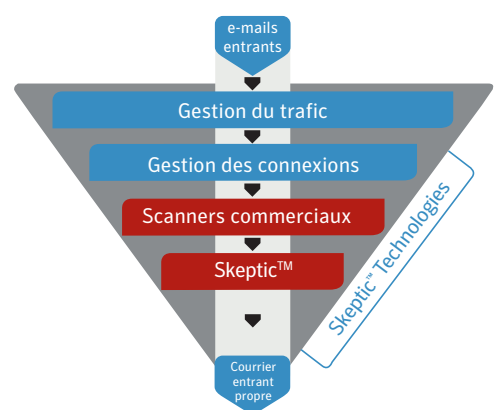 e-mails
entrants
Gestion du trafic
Gestion des connexions
Scanners commerciaux
Skeptic™
Skeptic™ Technologies
Courrier
entrant
propre